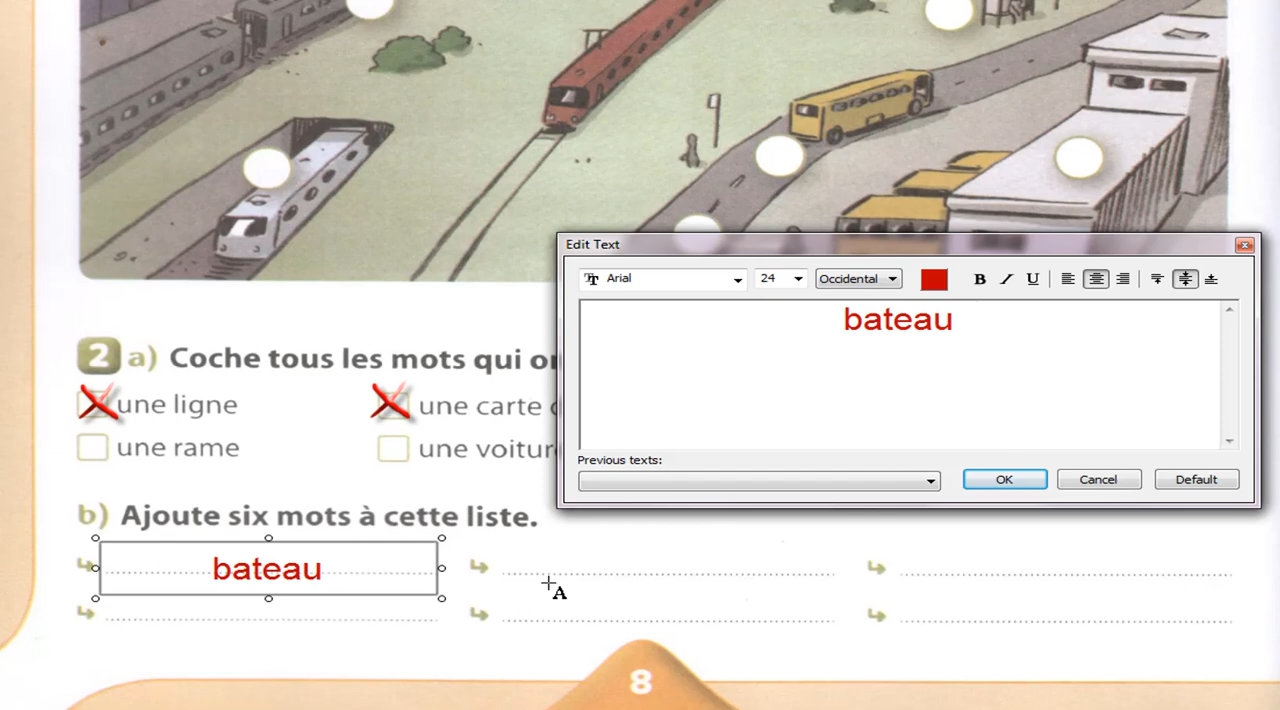 Edit Text
Arial 24 Occidental B I U
bateau
2 a) Coche tous les mots qui
une ligne
une carte
une rame
une voitur
Previous texts:
OK Cancel Default
b) Ajoute six mots à cette liste.
bateau
A
8